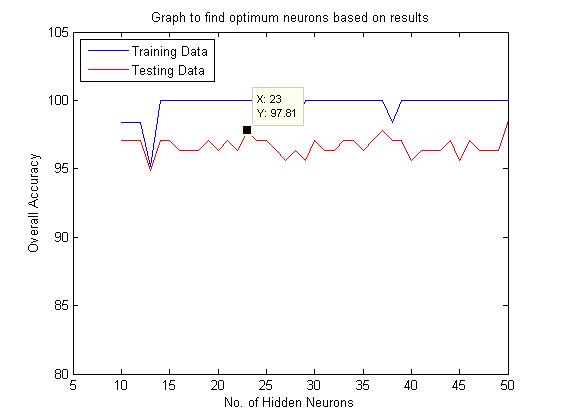 Graph to find optimum neurons based on results
105
Training Data
Testing Data
100
X: 23
Y: 97.81
95
Overall Accuracy
90
85
80
5 10 15 20 25 30 35 40 45 50
No. of Hidden Neurons